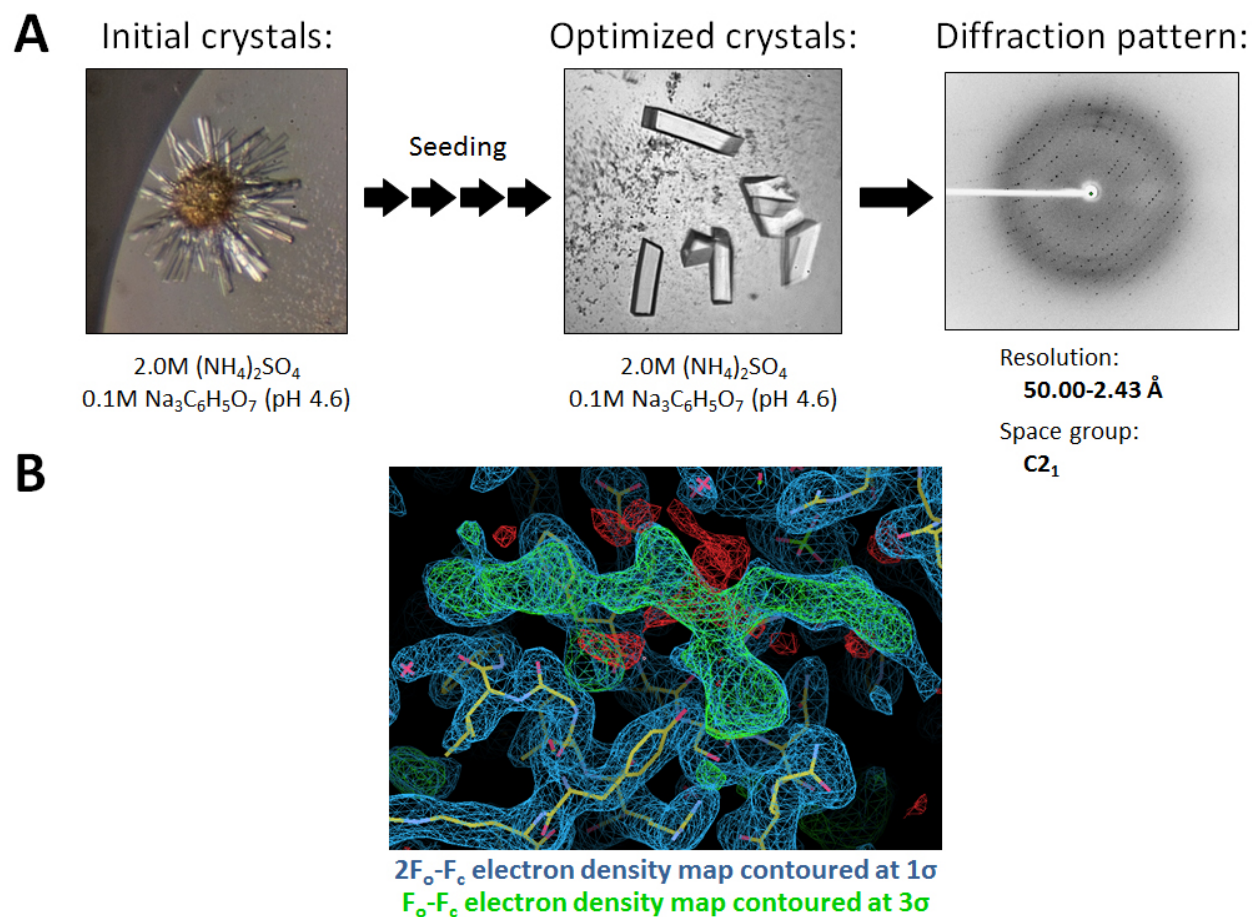 A
Initial crystals:
Optimized crystals:
Diffraction pattern:
Seeding
2.0M (NH₄)₂SO₄
0.1M Na₃C₆H₅O₇ (pH 4.6)
2.0M (NH₄)₂SO₄
0.1M Na₃C₆H₅O₇ (pH 4.6)
Resolution:
50.00-2.43 Å
Space group:
C2₁
B
2Fₒ-F꜀ electron density map contoured at 1σ
Fₒ-F꜀ electron density map contoured at 3σ